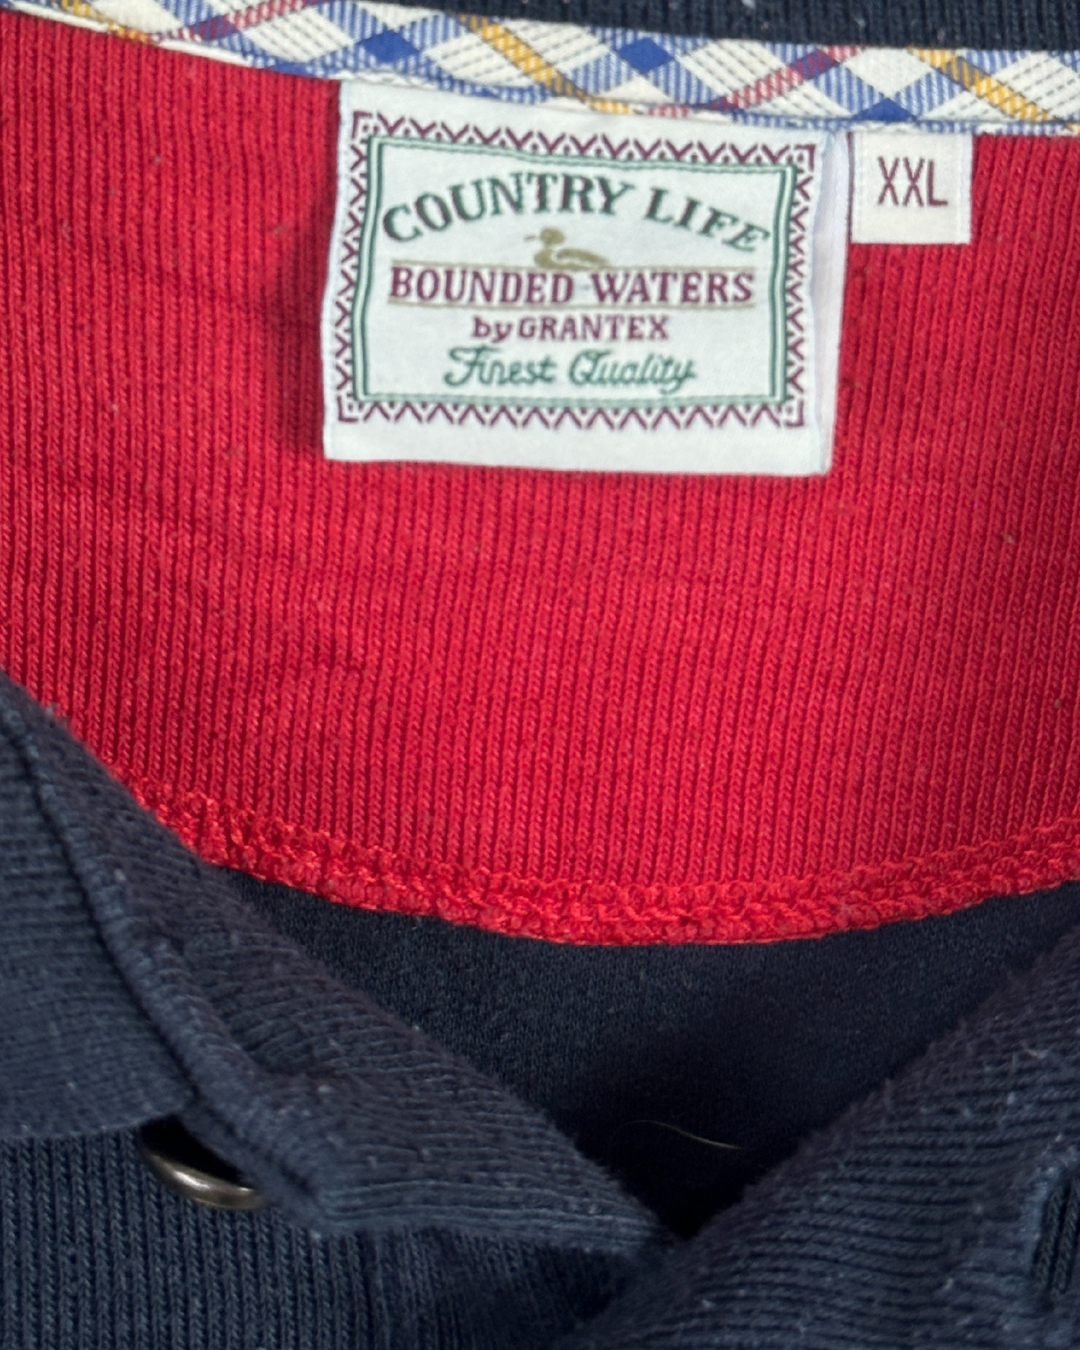 COUNTRY LIFE
BOUNDED WATERS
by GRANTEX
Finest Quality
XXL